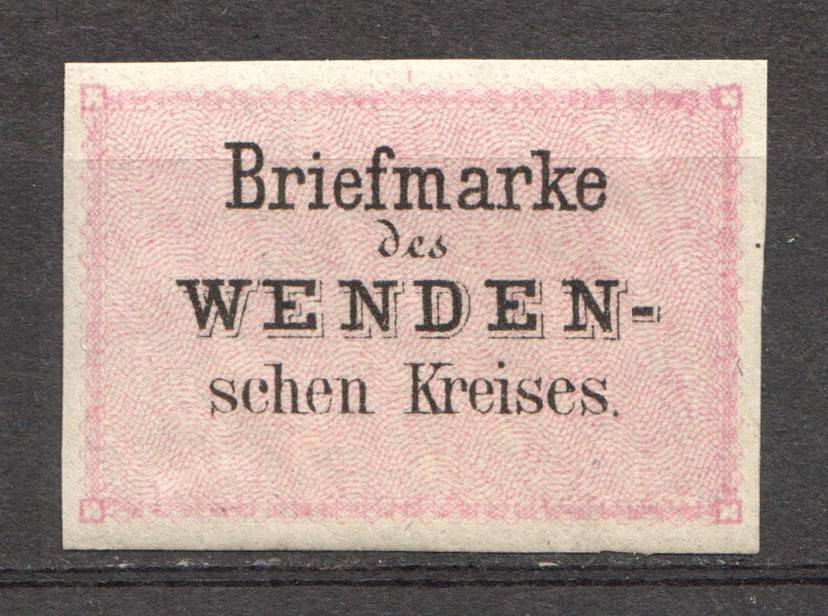 Briefmarke
des
WENDEN-
schen Kreises.